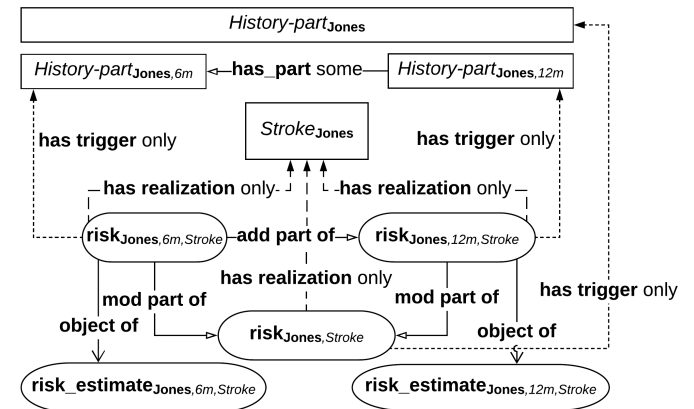 History-partJones
History-partJones,6m
has_part some
History-partJones,12m
StrokeJones
has trigger only
has trigger only
has realization only
has realization only
riskJones,6m,Stroke
add part of
riskJones,12m,Stroke
has realization only
mod part of
mod part of
has trigger only
object of
riskJones,Stroke
object of
risk_estimateJones,6m,Stroke
risk_estimateJones,12m,Stroke